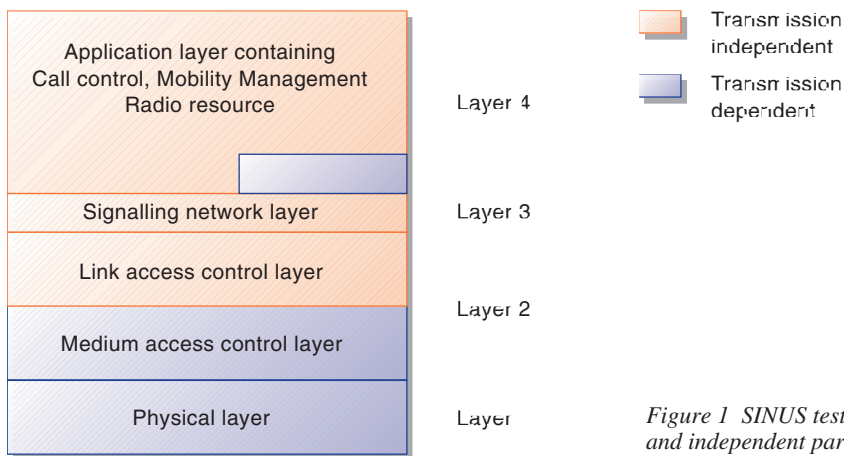 Application layer containing
Call control, Mobility Management
Radio resource
Signalling network layer
Link access control layer
Medium access control layer
Physical layer
Layer 4
Layer 3
Layer 2
Layer
Transmission
independent
Transmission
dependent
Figure 1 SINUS test
and independent par